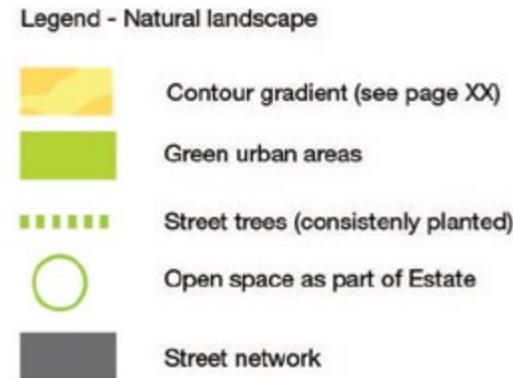 Legend - Natural landscape
Contour gradient (see page XX)
Green urban areas
Street trees (consistenly planted)
Open space as part of Estate
Street network